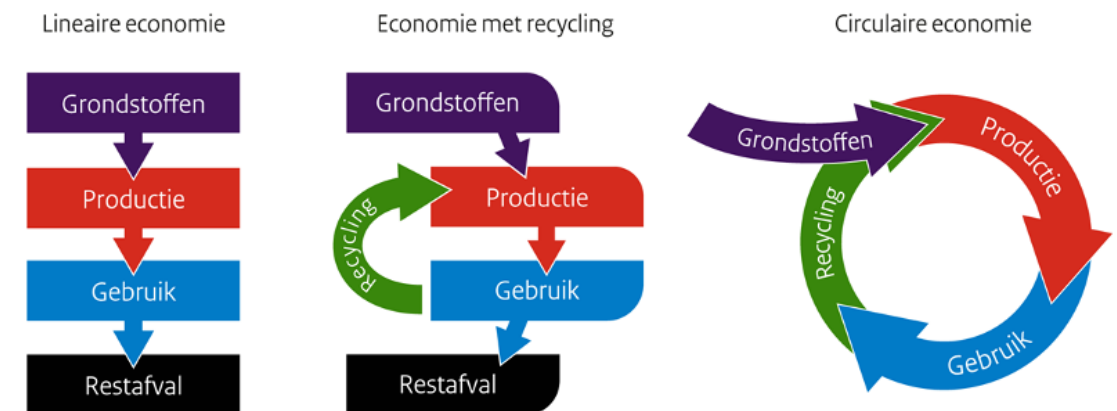 Lineaire economie
Grondstoffen
Productie
Gebruik
Restafval
Economie met recycling
Grondstoffen
Recycling
Productie
Gebruik
Restafval
Circulaire economie
Grondstoffen
Productie
Gebruik
Recycling